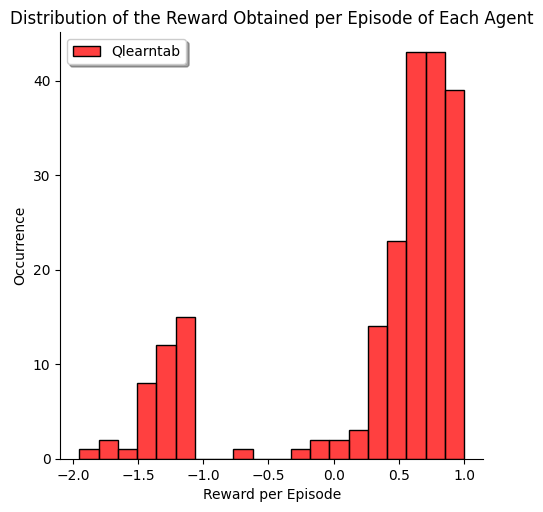 Distribution of the Reward Obtained per Episode of Each Agent
Qlearntab
40
30
20
10
0
Occurrence
-2.0 -1.5 -1.0 -0.5 0.0 0.5 1.0
Reward per Episode